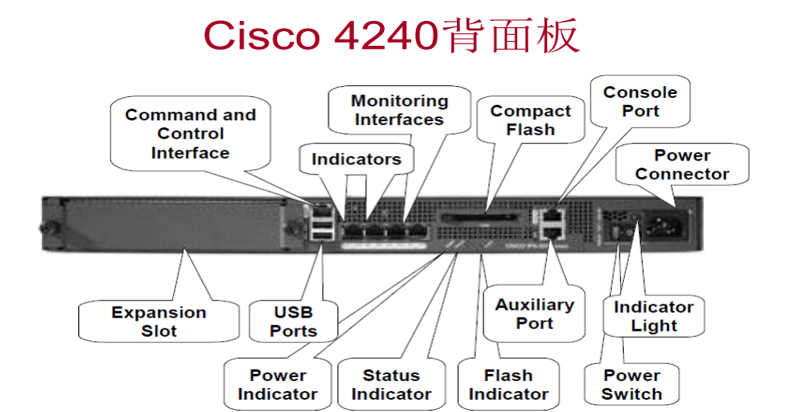 Cisco 4240背面板
Command and
Control
Interface
Monitoring
Interfaces
Indicators
Compact
Flash
Console
Port
Power
Connector
Expansion
Slot
USB
Ports
Auxiliary
Port
Indicator
Light
Power
Indicator
Status
Indicator
Flash
Indicator
Power
Switch